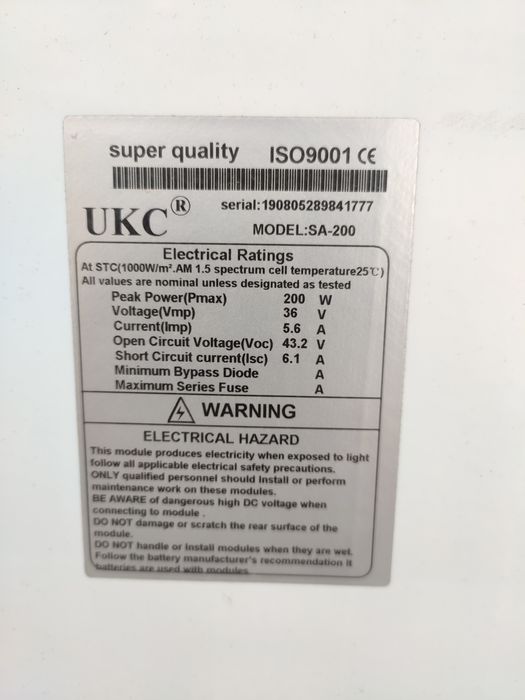 super quality ISO9001 CE
serial:190805289841777
UKC®
MODEL:SA-200
Electrical Ratings
At STC(1000W/m².AM 1.5 spectrum cell temperature25℃)
All values are nominal unless designated as tested
Peak Power(Pmax) 200 W
Voltage(Vmp) 36 V
Current(Imp) 5.6 A
Open Circuit Voltage(Voc) 43.2 V
Short Circuit current(Isc) 6.1 A
Minimum Bypass Diode A
Maximum Series Fuse A
WARNING
ELECTRICAL HAZARD
This module produces electricity when exposed to light
follow all applicable electrical safety precautions.
ONLY qualified personnel should Install or perform
maintenance work on these modules.
BE AWARE of dangerous high DC voltage when
connecting to module .
DO NOT damage or scratch the rear surface of the
module.
DO NOT handle or Install modules when they are wet.
Follow the battery manufacturer's recommendation it
batteries are used with modules